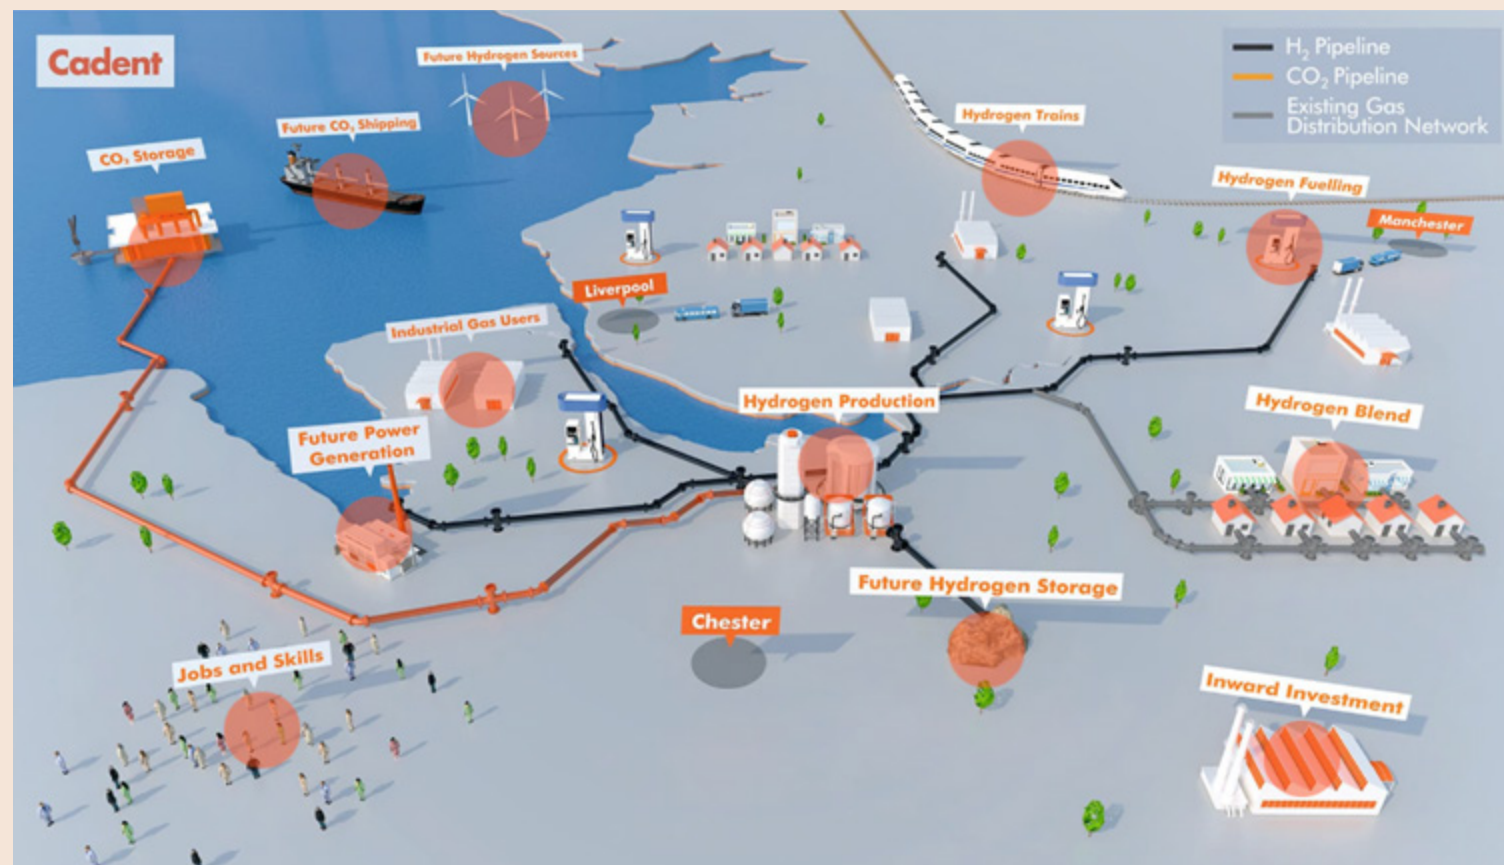 Cadent
Future Hydrogen Sources
H₂ Pipeline
CO₂ Pipeline
Existing Gas
Distribution Network
Future CO₂ Shipping
Hydrogen Trains
CO₂ Storage
Hydrogen Fuelling
Manchester
Liverpool
Industrial Gas Users
Hydrogen Production
Hydrogen Blend
Future Power
Generation
Future Hydrogen Storage
Chester
Jobs and Skills
Inward Investment